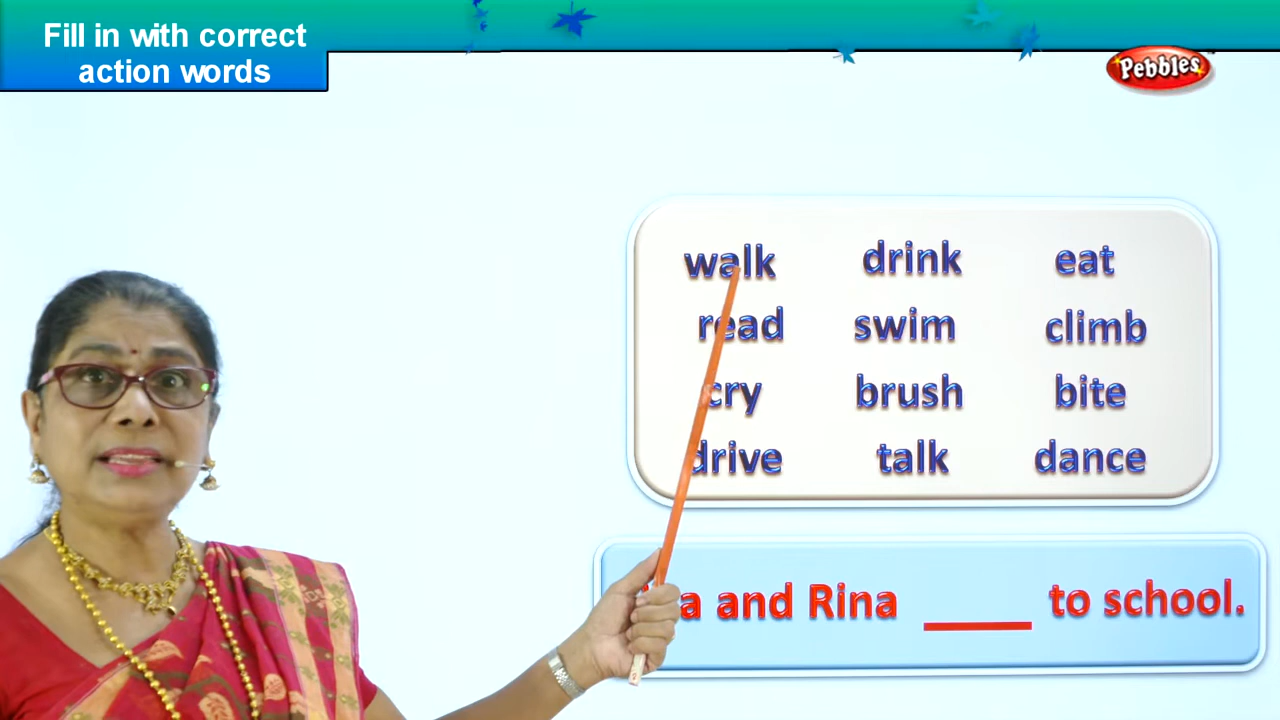 Fill in with correct
action words
Pebbles
walk drink eat
read swim climb
cry brush bite
drive talk dance
and Rina ____ to school.